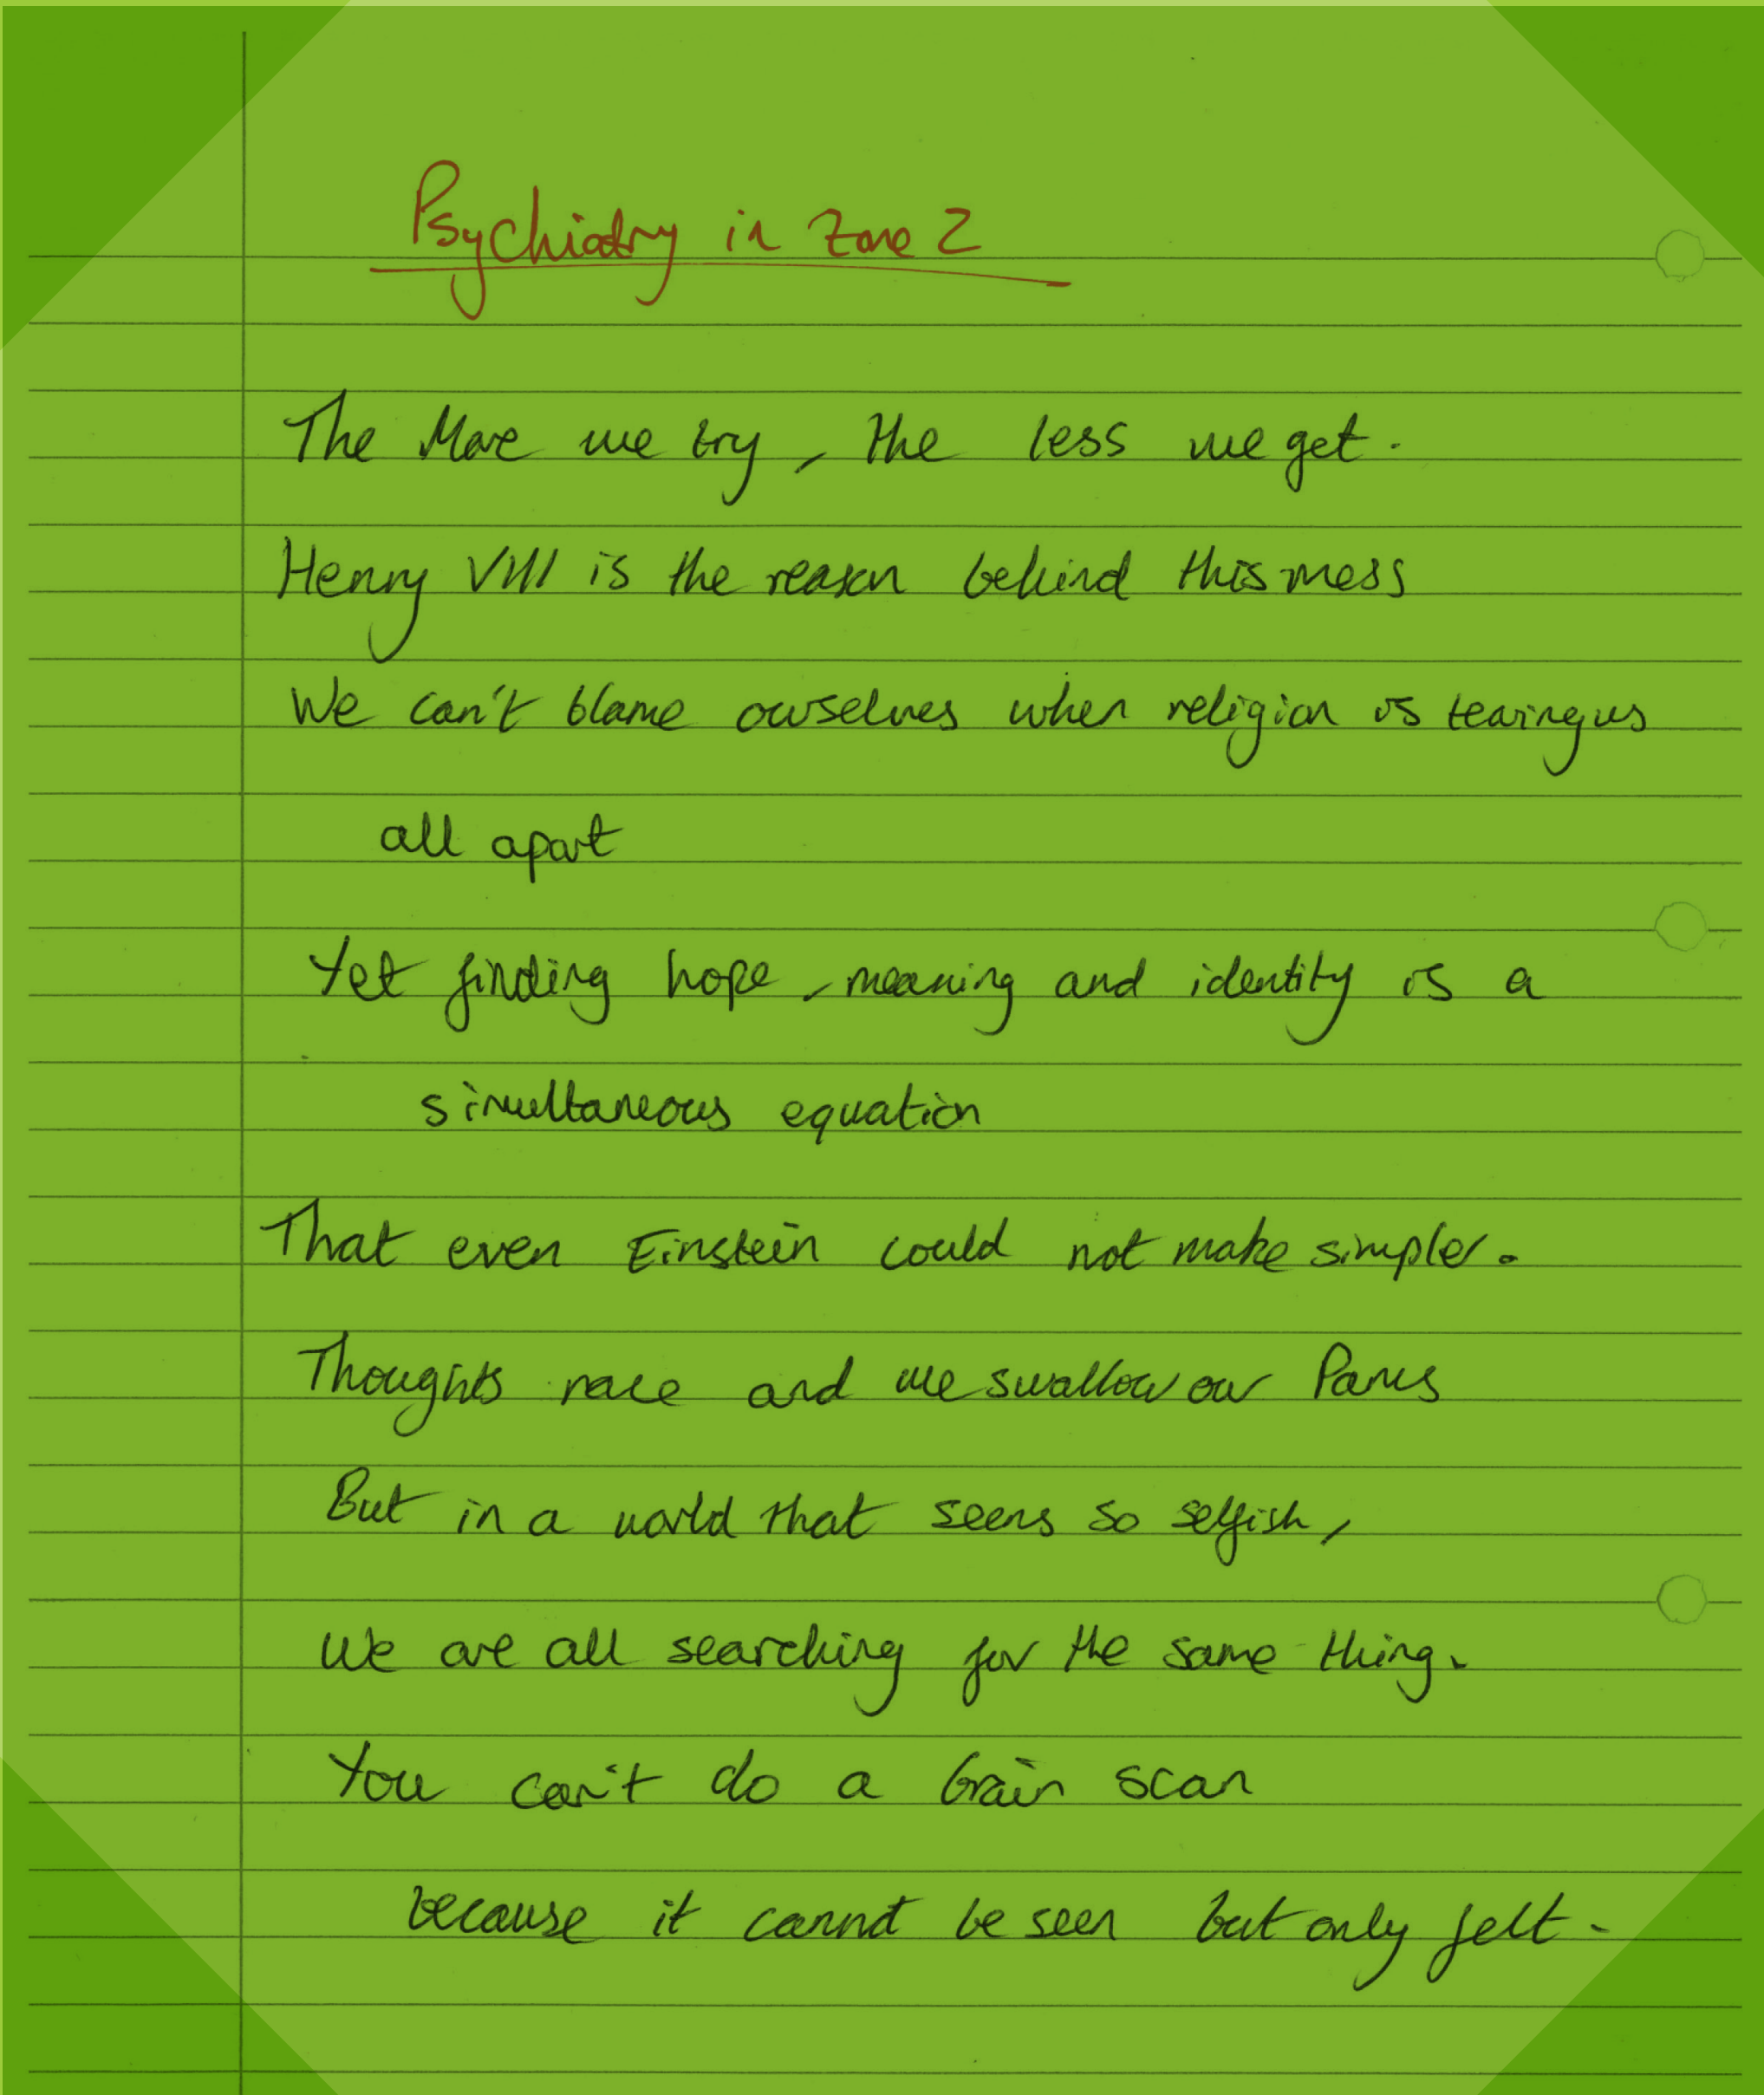 Psychiatry in Zone 2
The More we try, the less we get.
Henry VIII is the reason behind this mess
We can't blame ourselves when religion is tearing us
all apart
Yet finding hope, meaning and identity is a
simultaneous equation
That even Einstein could not make simpler.
Thoughts race and we swallow our
But in a world that seems so selfish,
We are all searching for the same thing.
You can't do a brain scan
because it cannot be seen but only felt.